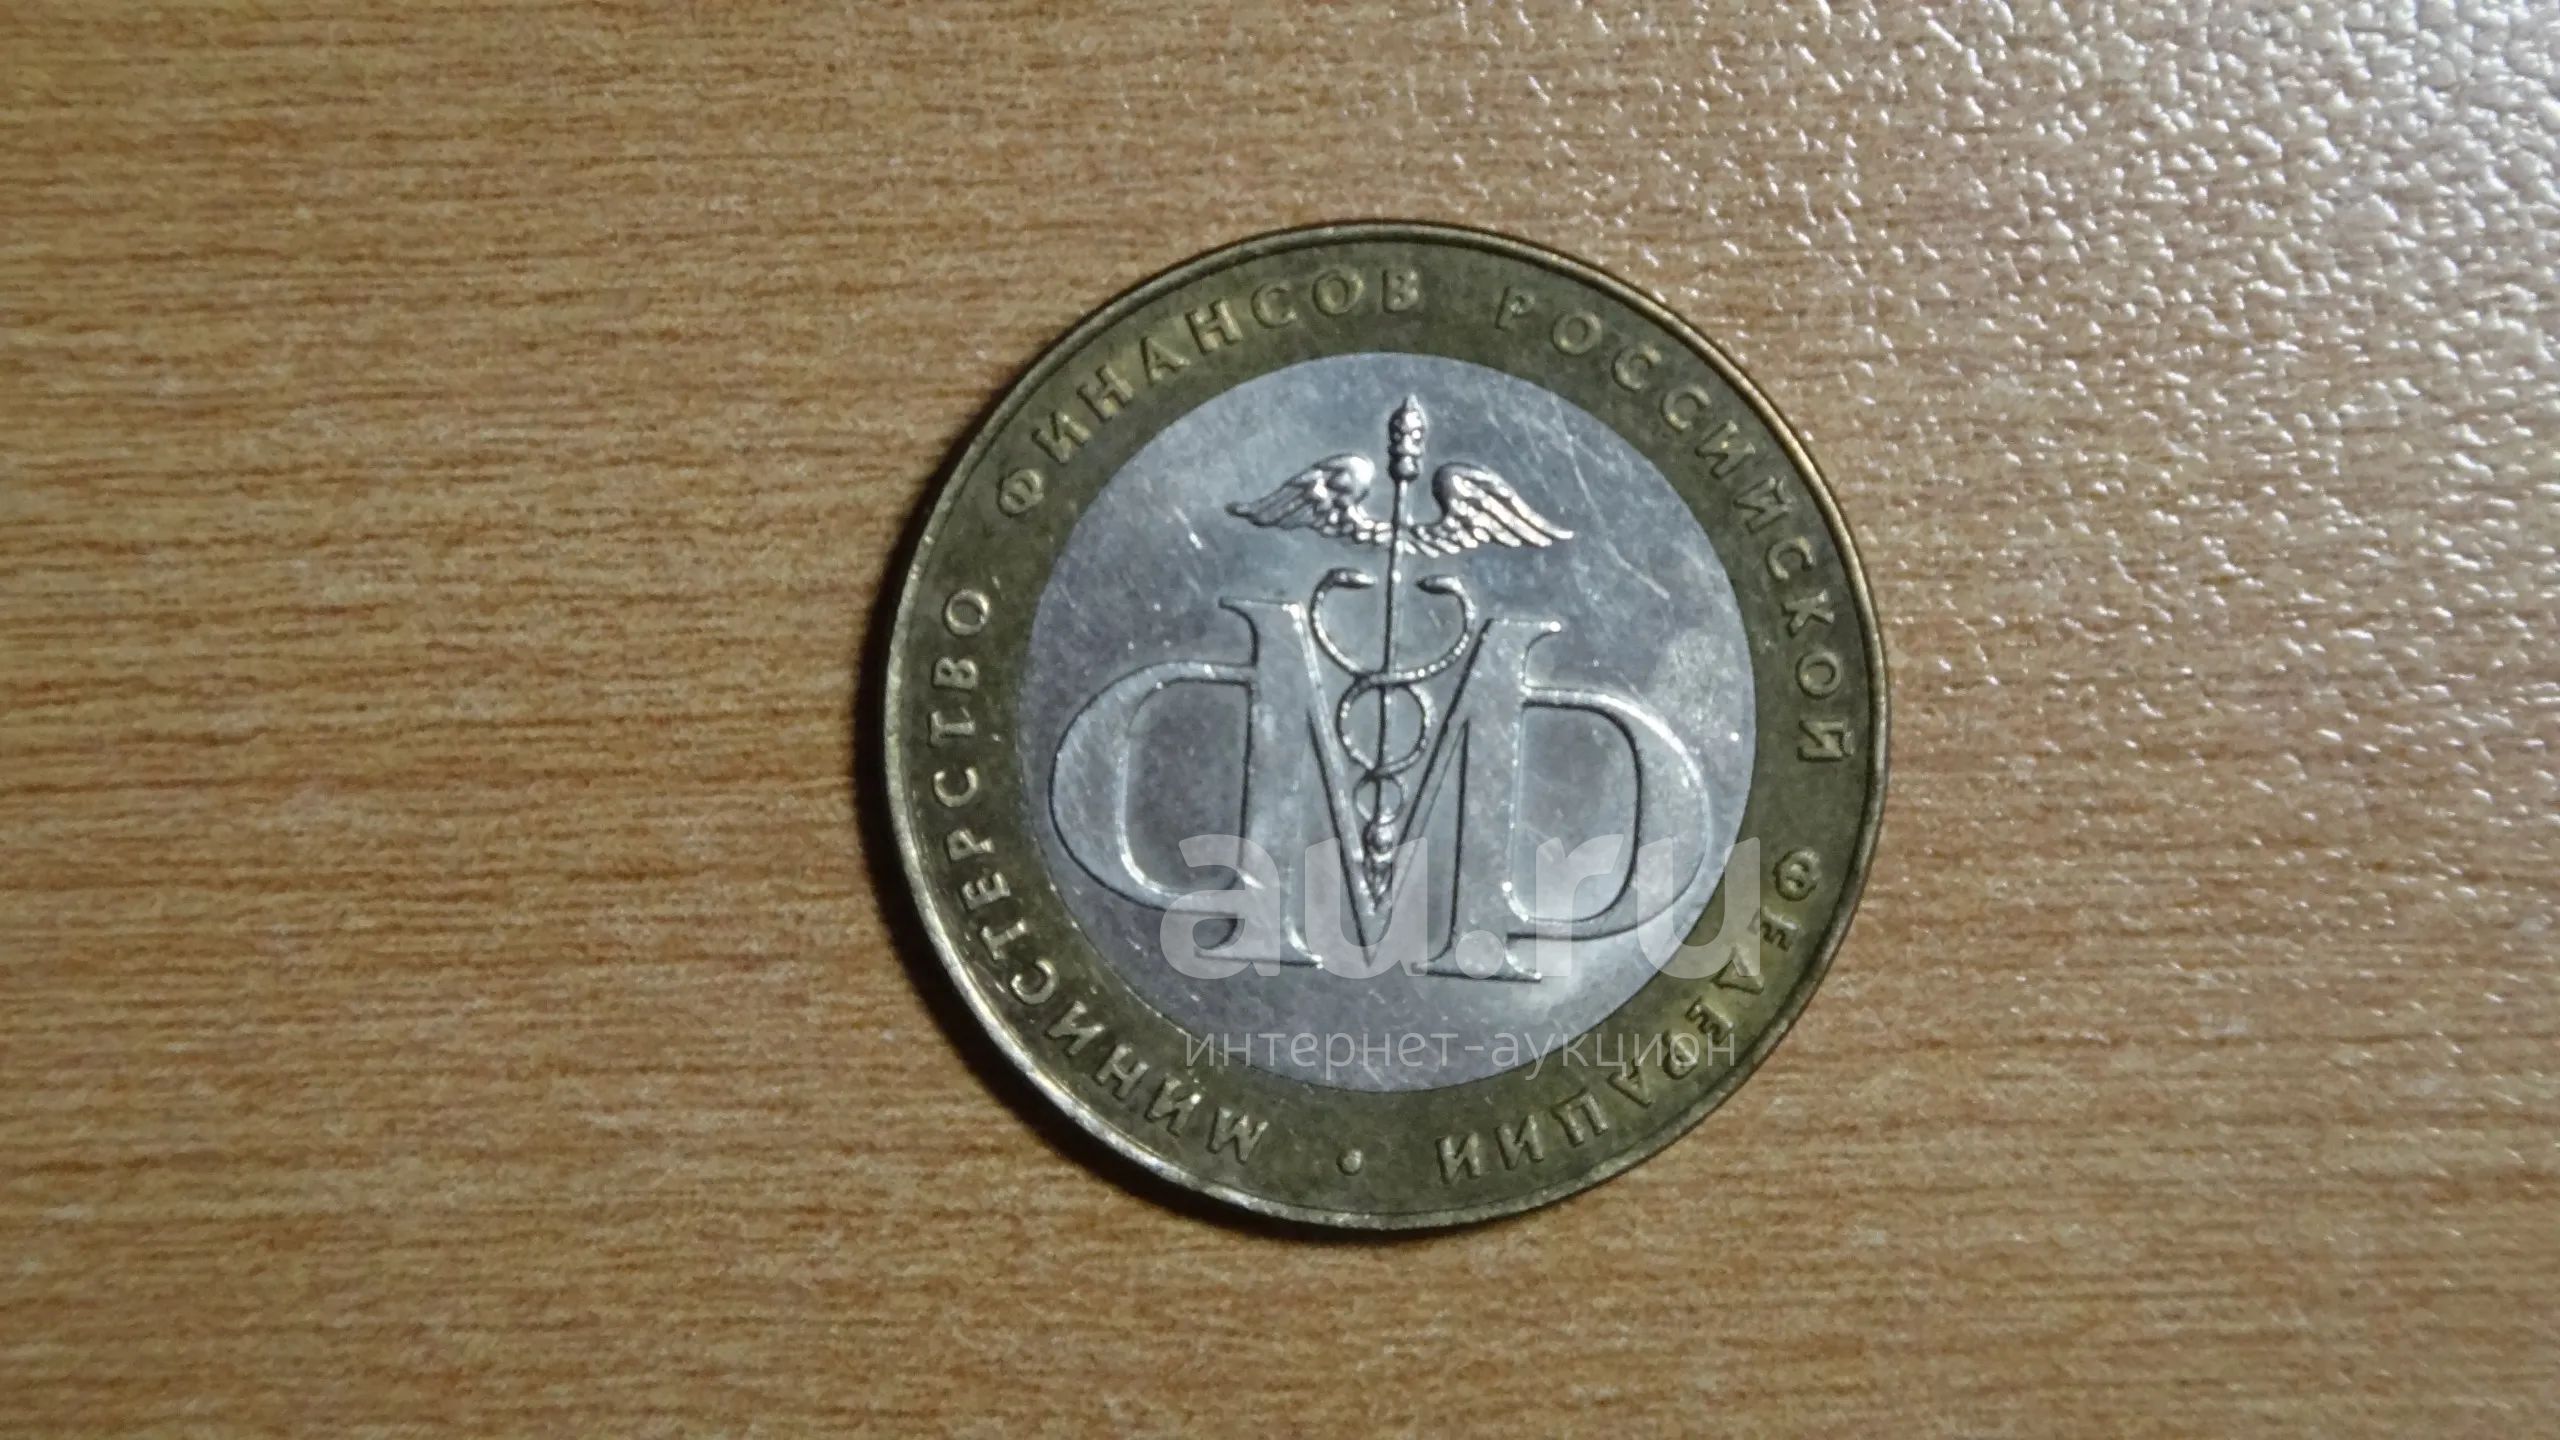 МИНИСТЕРСТВО ФИНАНСОВ РОССИЙСКОЙ ФЕДЕРАЦИИ •
МФ
au.ru
интернет-аукцион